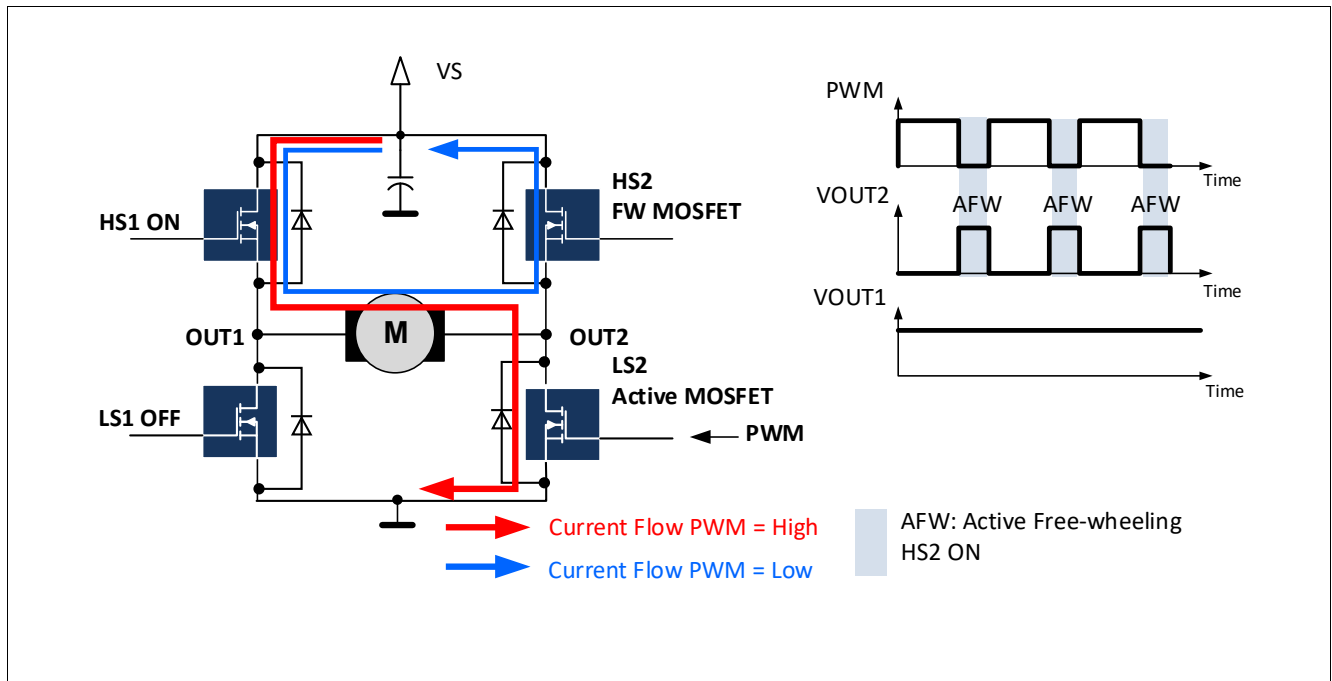 VS
HS1 ON
HS2
FW MOSFET
OUT1
M
OUT2
LS2
Active MOSFET
LS1 OFF
PWM
Current Flow PWM = High
Current Flow PWM = Low
PWM
Time
VOUT2
AFW AFW AFW
Time
VOUT1
Time
AFW: Active Free-wheeling
HS2 ON